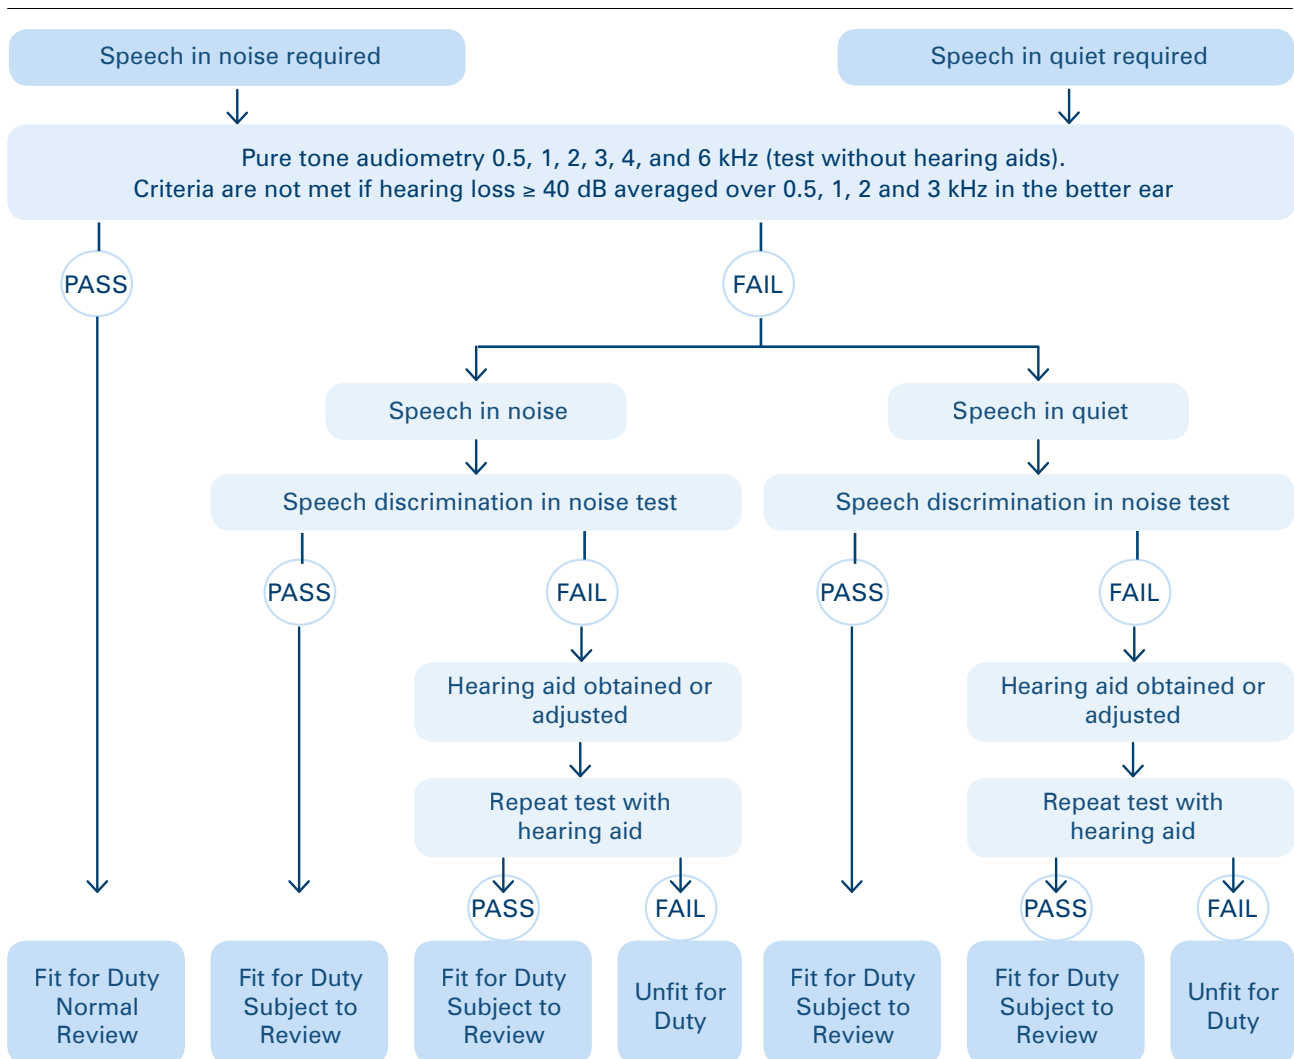 Speech in noise required
Speech in quiet required
Pure tone audiometry 0.5, 1, 2, 3, 4, and 6 kHz (test without hearing aids).
Criteria are not met if hearing loss ≥ 40 dB averaged over 0.5, 1, 2 and 3 kHz in the better ear
PASS
FAIL
Speech in noise
Speech in quiet
Speech discrimination in noise test
Speech discrimination in noise test
PASS
FAIL
PASS
FAIL
Hearing aid obtained or
adjusted
Hearing aid obtained or
adjusted
Repeat test with
hearing aid
Repeat test with
hearing aid
PASS
FAIL
PASS
FAIL
Fit for Duty
Normal
Review
Fit for Duty
Subject to
Review
Fit for Duty
Subject to
Review
Unfit for
Duty
Fit for Duty
Subject to
Review
Fit for Duty
Subject to
Review
Unfit for
Duty